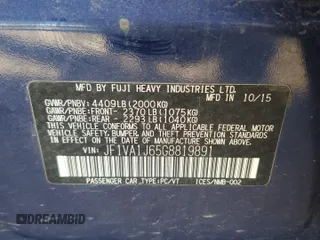 MFD BY FUJI HEAVY INDUSTRIES LTD. 10/15
GVWR/PNBV: 4409LB(2000KG)
GAWR/PNBE:FRONT- 2370LB(1075KG)
GAWR/PNBE:REAR - 2293LB(1040KG)
THIS VEHICLE CONFORMS TO ALL APPLICABLE
FEDERAL MOTOR VEHICLE SAFETY, BUMPER, AND
THEFT PREVENTION STANDARDS IN EFFECT ON THE
DATE OF MANUFACTURE SHOWN ABOVE.
VIN: JF1VA1J65G8819891
PASSENGER CAR TYPE:PC/VT ICES/NMB-002
DREAMBID